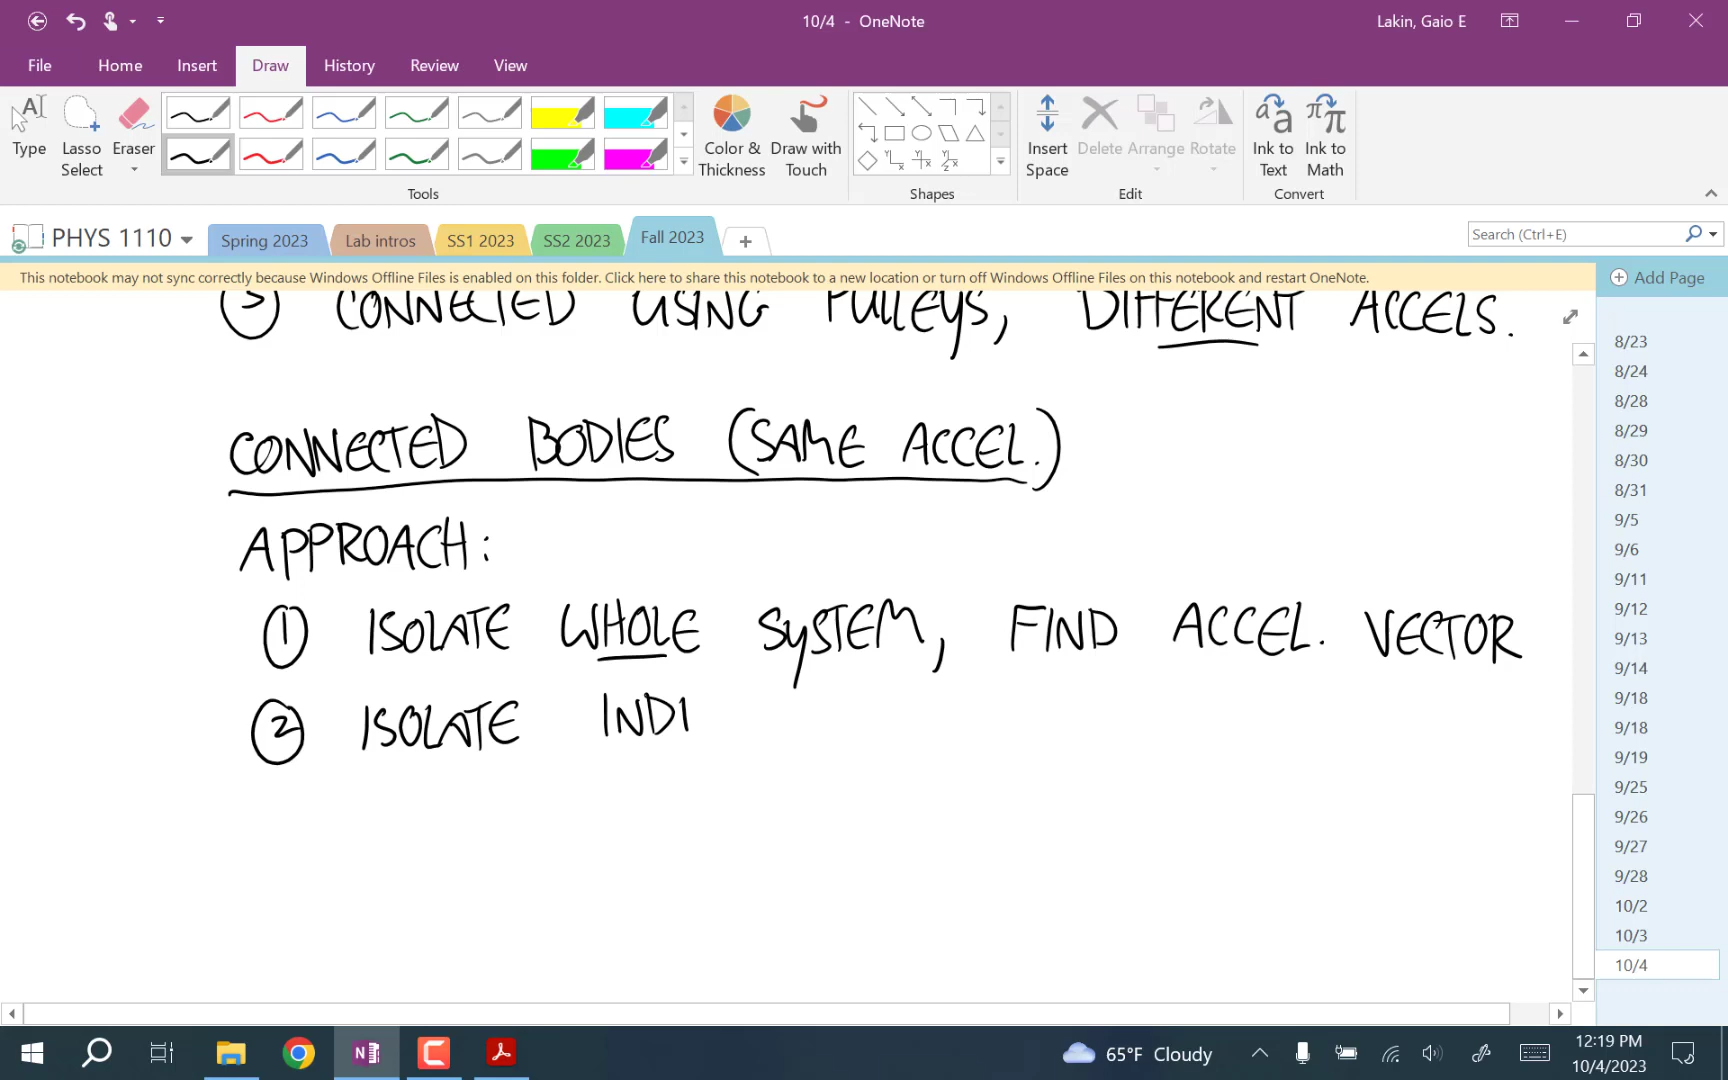 10/4 - OneNote
Lakin, Gaio E
File Home Insert Draw History Review View
Type
Lasso Select
Eraser
Color & Thickness
Draw with Touch
Insert Space
Delete
Arrange
Rotate
Ink to Text
Ink to Math
Tools
Shapes
Edit
Convert
PHYS 1110
Spring 2023
Lab intros
SS1 2023
SS2 2023
Fall 2023
Search (Ctrl+E)
This notebook may not sync correctly because Windows Offline Files is enabled on this folder. Click here to share this notebook to a new location or turn off Windows Offline Files on this notebook and restart OneNote.
Add Page
③ CONNECTED USING PULLEYS, DIFFERENT ACCELS.
CONNECTED BODIES (SAME ACCEL.)
APPROACH:
① ISOLATE WHOLE SYSTEM, FIND ACCEL. VECTOR
② ISOLATE INDI
8/23
8/24
8/28
8/29
8/30
8/31
9/5
9/6
9/11
9/12
9/13
9/14
9/18
9/18
9/19
9/25
9/26
9/27
9/28
10/2
10/3
10/4
65°F Cloudy
12:19 PM
10/4/2023